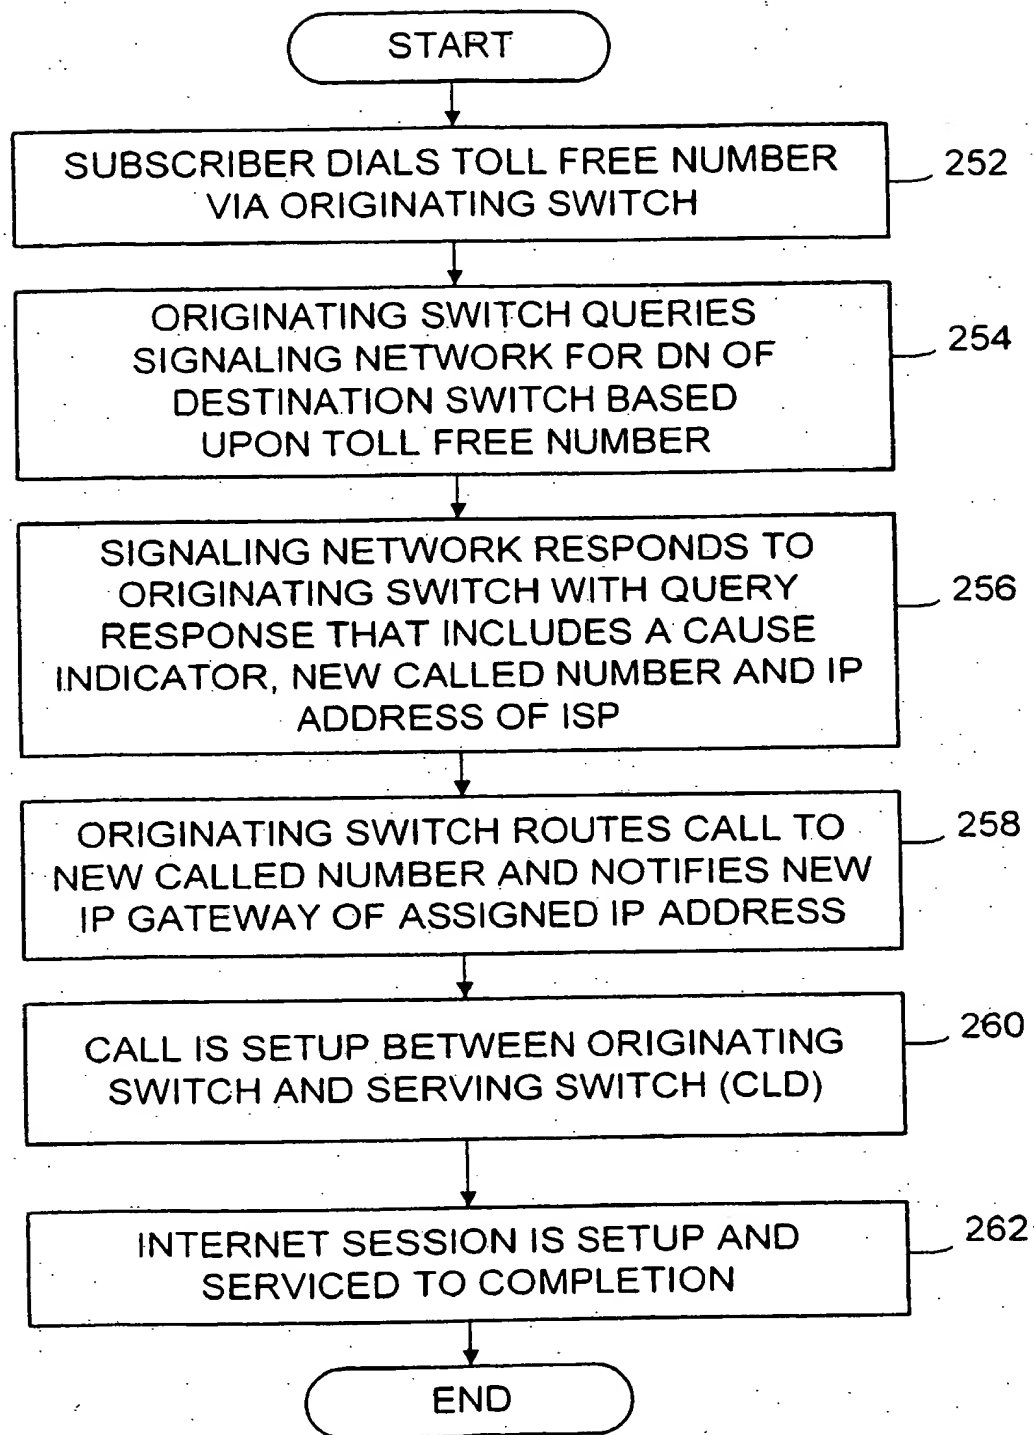 START
SUBSCRIBER DIALS TOLL FREE NUMBER
VIA ORIGINATING SWITCH
252
ORIGINATING SWITCH QUERIES
SIGNALING NETWORK FOR DN OF
DESTINATION SWITCH BASED
UPON TOLL FREE NUMBER
254
SIGNALING NETWORK RESPONDS TO
ORIGINATING SWITCH WITH QUERY
RESPONSE THAT INCLUDES A CAUSE
INDICATOR, NEW CALLED NUMBER AND IP
ADDRESS OF ISP
256
ORIGINATING SWITCH ROUTES CALL TO
NEW CALLED NUMBER AND NOTIFIES NEW
IP GATEWAY OF ASSIGNED IP ADDRESS
258
CALL IS SETUP BETWEEN ORIGINATING
SWITCH AND SERVING SWITCH (CLD)
260
INTERNET SESSION IS SETUP AND
SERVICED TO COMPLETION
262
END